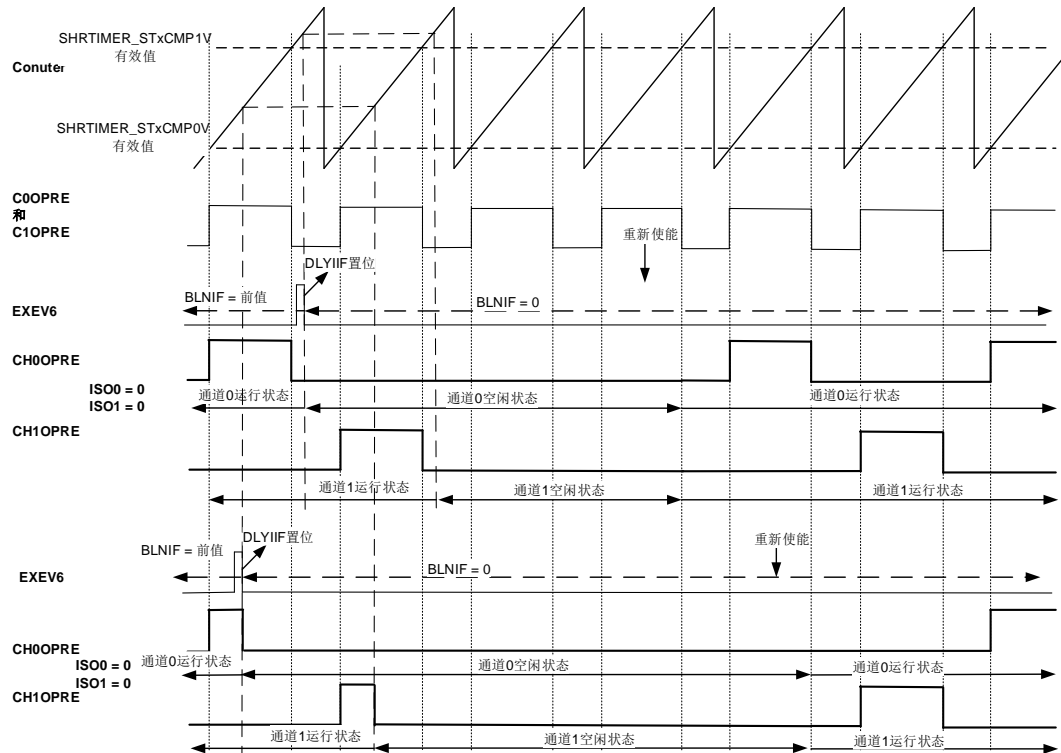 SHRTIMER_STxCMP1V
有效值
Conuter
SHRTIMER_STxCMP0V
有效值
C0OPRE
和
C1OPRE
重新使能
DLYIIF置位
BLNIF = 前值
BLNIF = 0
EXEV6
CH0OPRE
ISO0 = 0
ISO1 = 0
通道0运行状态
通道0空闲状态
通道0运行状态
CH1OPRE
通道1运行状态
通道1空闲状态
通道1运行状态
DLYIIF置位
重新使能
BLNIF = 前值
BLNIF = 0
EXEV6
CH0OPRE
ISO0 = 0
ISO1 = 0
通道0运行状态
通道0空闲状态
通道0运行状态
CH1OPRE
通道1运行状态
通道1空闲状态
通道1运行状态